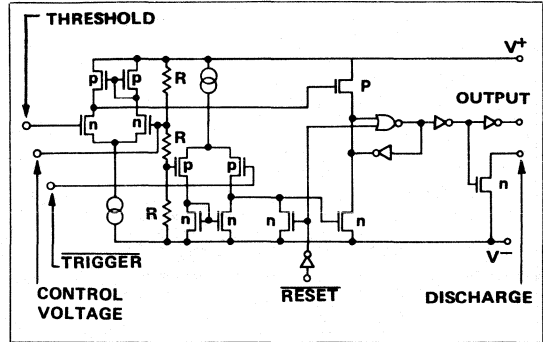 THRESHOLD
V+
p p R P
OUTPUT
n n R
p p
n
R n n n n
V−
TRIGGER
CONTROL
VOLTAGE
RESET
DISCHARGE